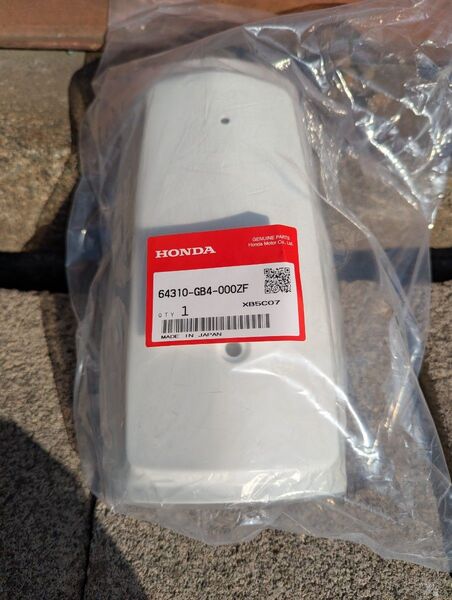 HONDA
GENUINE PARTS
Honda Motor Co., Ltd.
64310-GB4-000ZF
XB5C07
QTY 1
MADE IN JAPAN